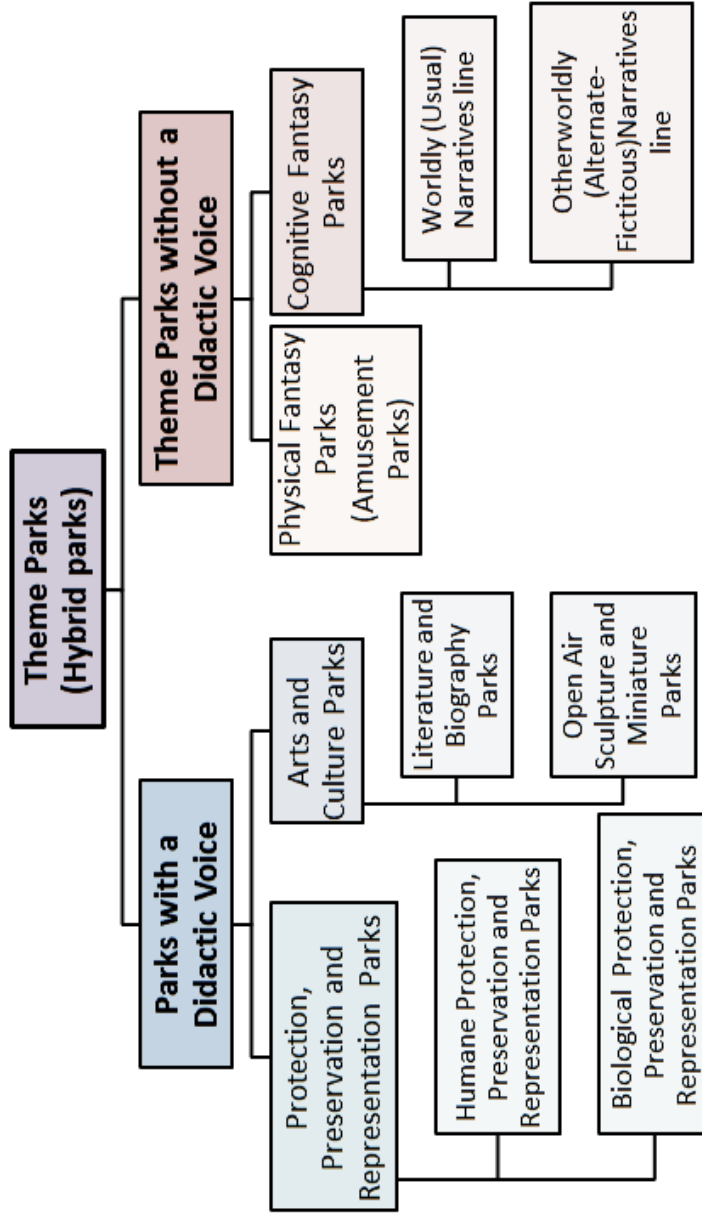 Theme Parks
(Hybrid parks)
Parks with a
Didactic Voice
Theme Parks without a
Didactic Voice
Protection,
Preservation and
Representation Parks
Arts and
Culture Parks
Physical Fantasy
Parks
(Amusement
Parks)
Cognitive Fantasy
Parks
Humane Protection,
Preservation and
Representation Parks
Biological Protection,
Preservation and
Representation Parks
Literature and
Biography
Parks
Open Air
Sculpture and
Miniature
Parks
Worldly (Usual)
Narratives line
Otherworldly
(Alternate-
Fictitous)Narratives
line